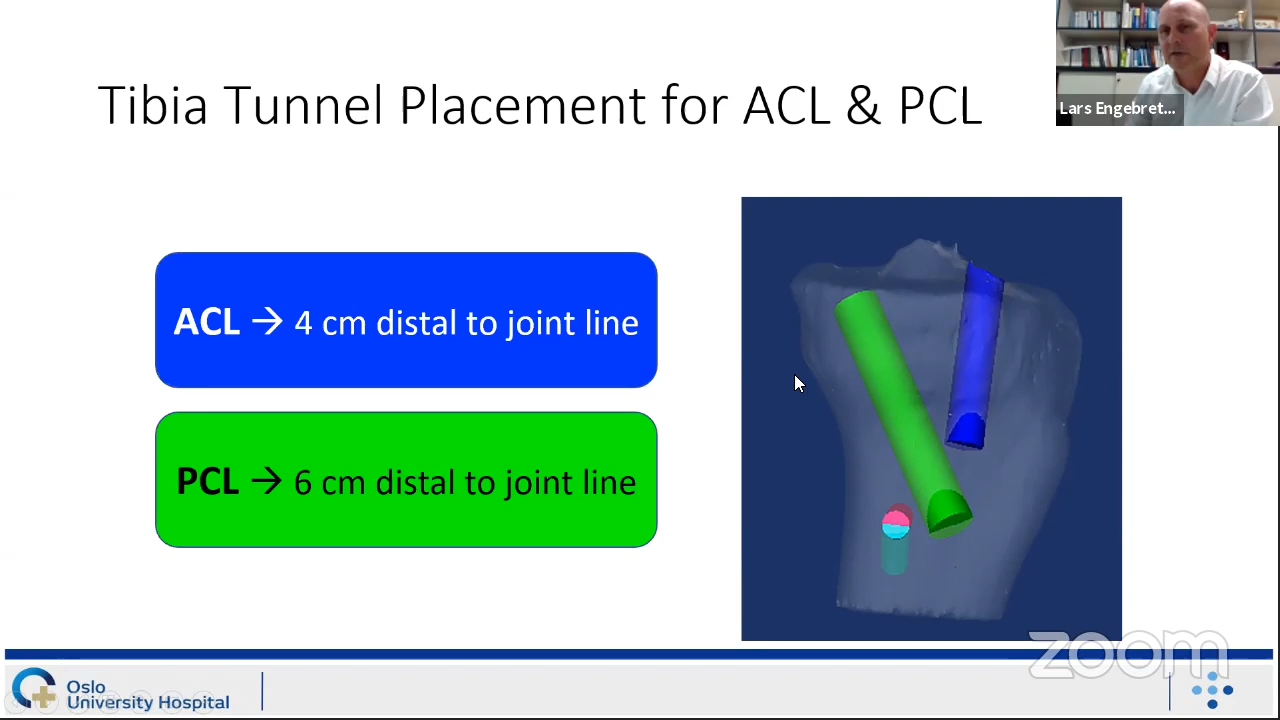 Tibia Tunnel Placement for ACL & PCL
Lars Engebret...
ACL → 4 cm distal to joint line
PCL → 6 cm distal to joint line
zoom
Oslo
University Hospital